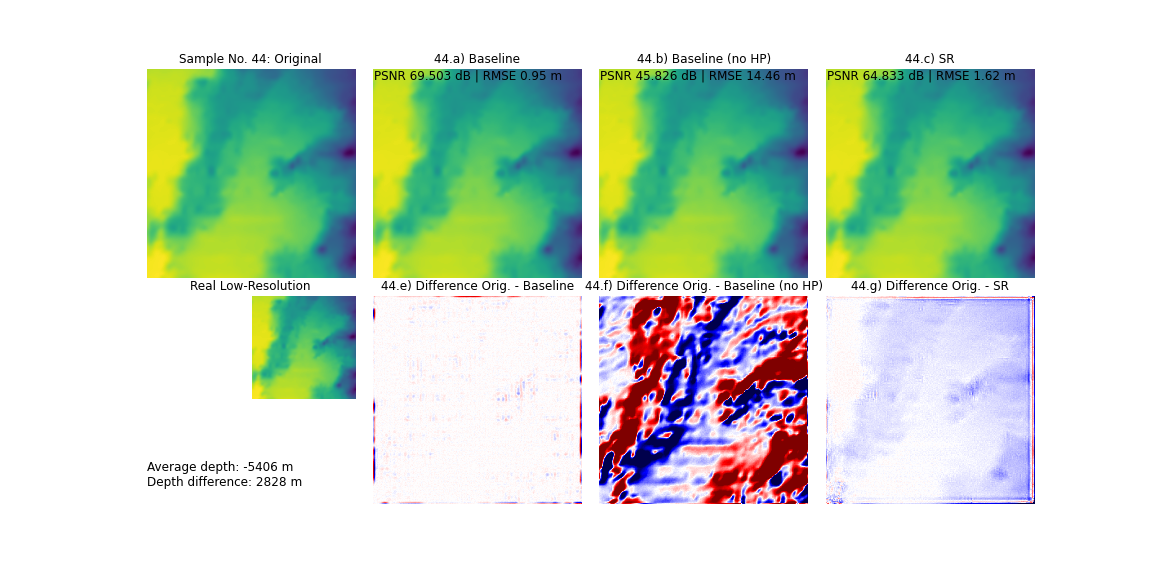 Sample No. 44: Original
44.a) Baseline
44.b) Baseline (no HP)
44.c) SR
PSNR 69.503 dB | RMSE 0.95 m
PSNR 45.826 dB | RMSE 14.46 m
PSNR 64.833 dB | RMSE 1.62 m
Real Low-Resolution
44.e) Difference Orig. - Baseline
44.f) Difference Orig. - Baseline (no HP)
44.g) Difference Orig. - SR
Average depth: -5406 m
Depth difference: 2828 m